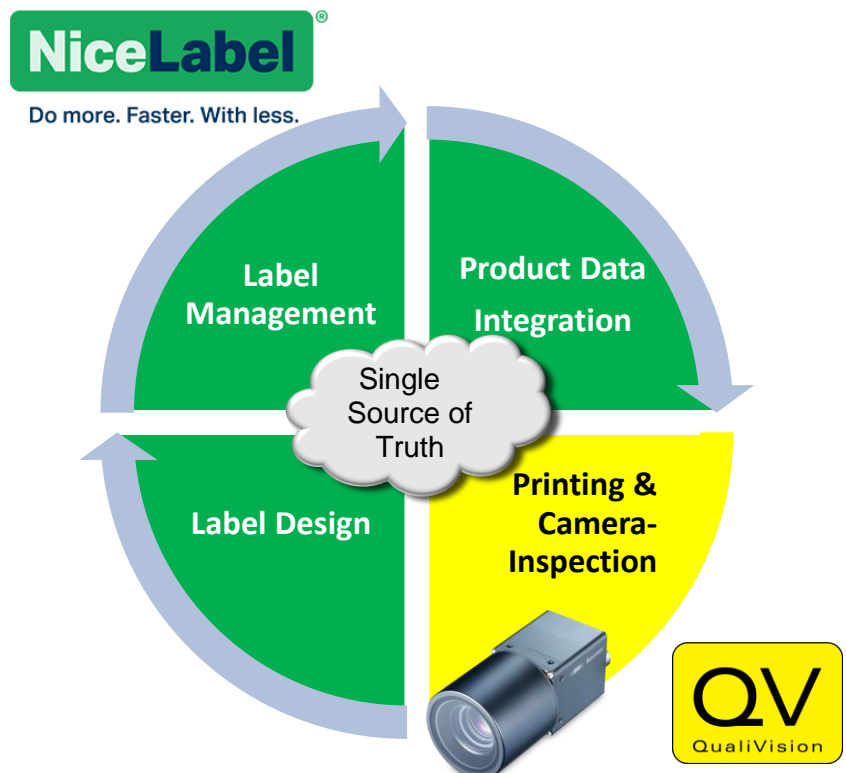 NiceLabel®
Do more. Faster. With less.
Label
Management
Product Data
Integration
Single
Source of
Truth
Label Design
Printing &
Camera-
Inspection
QV
QualiVision